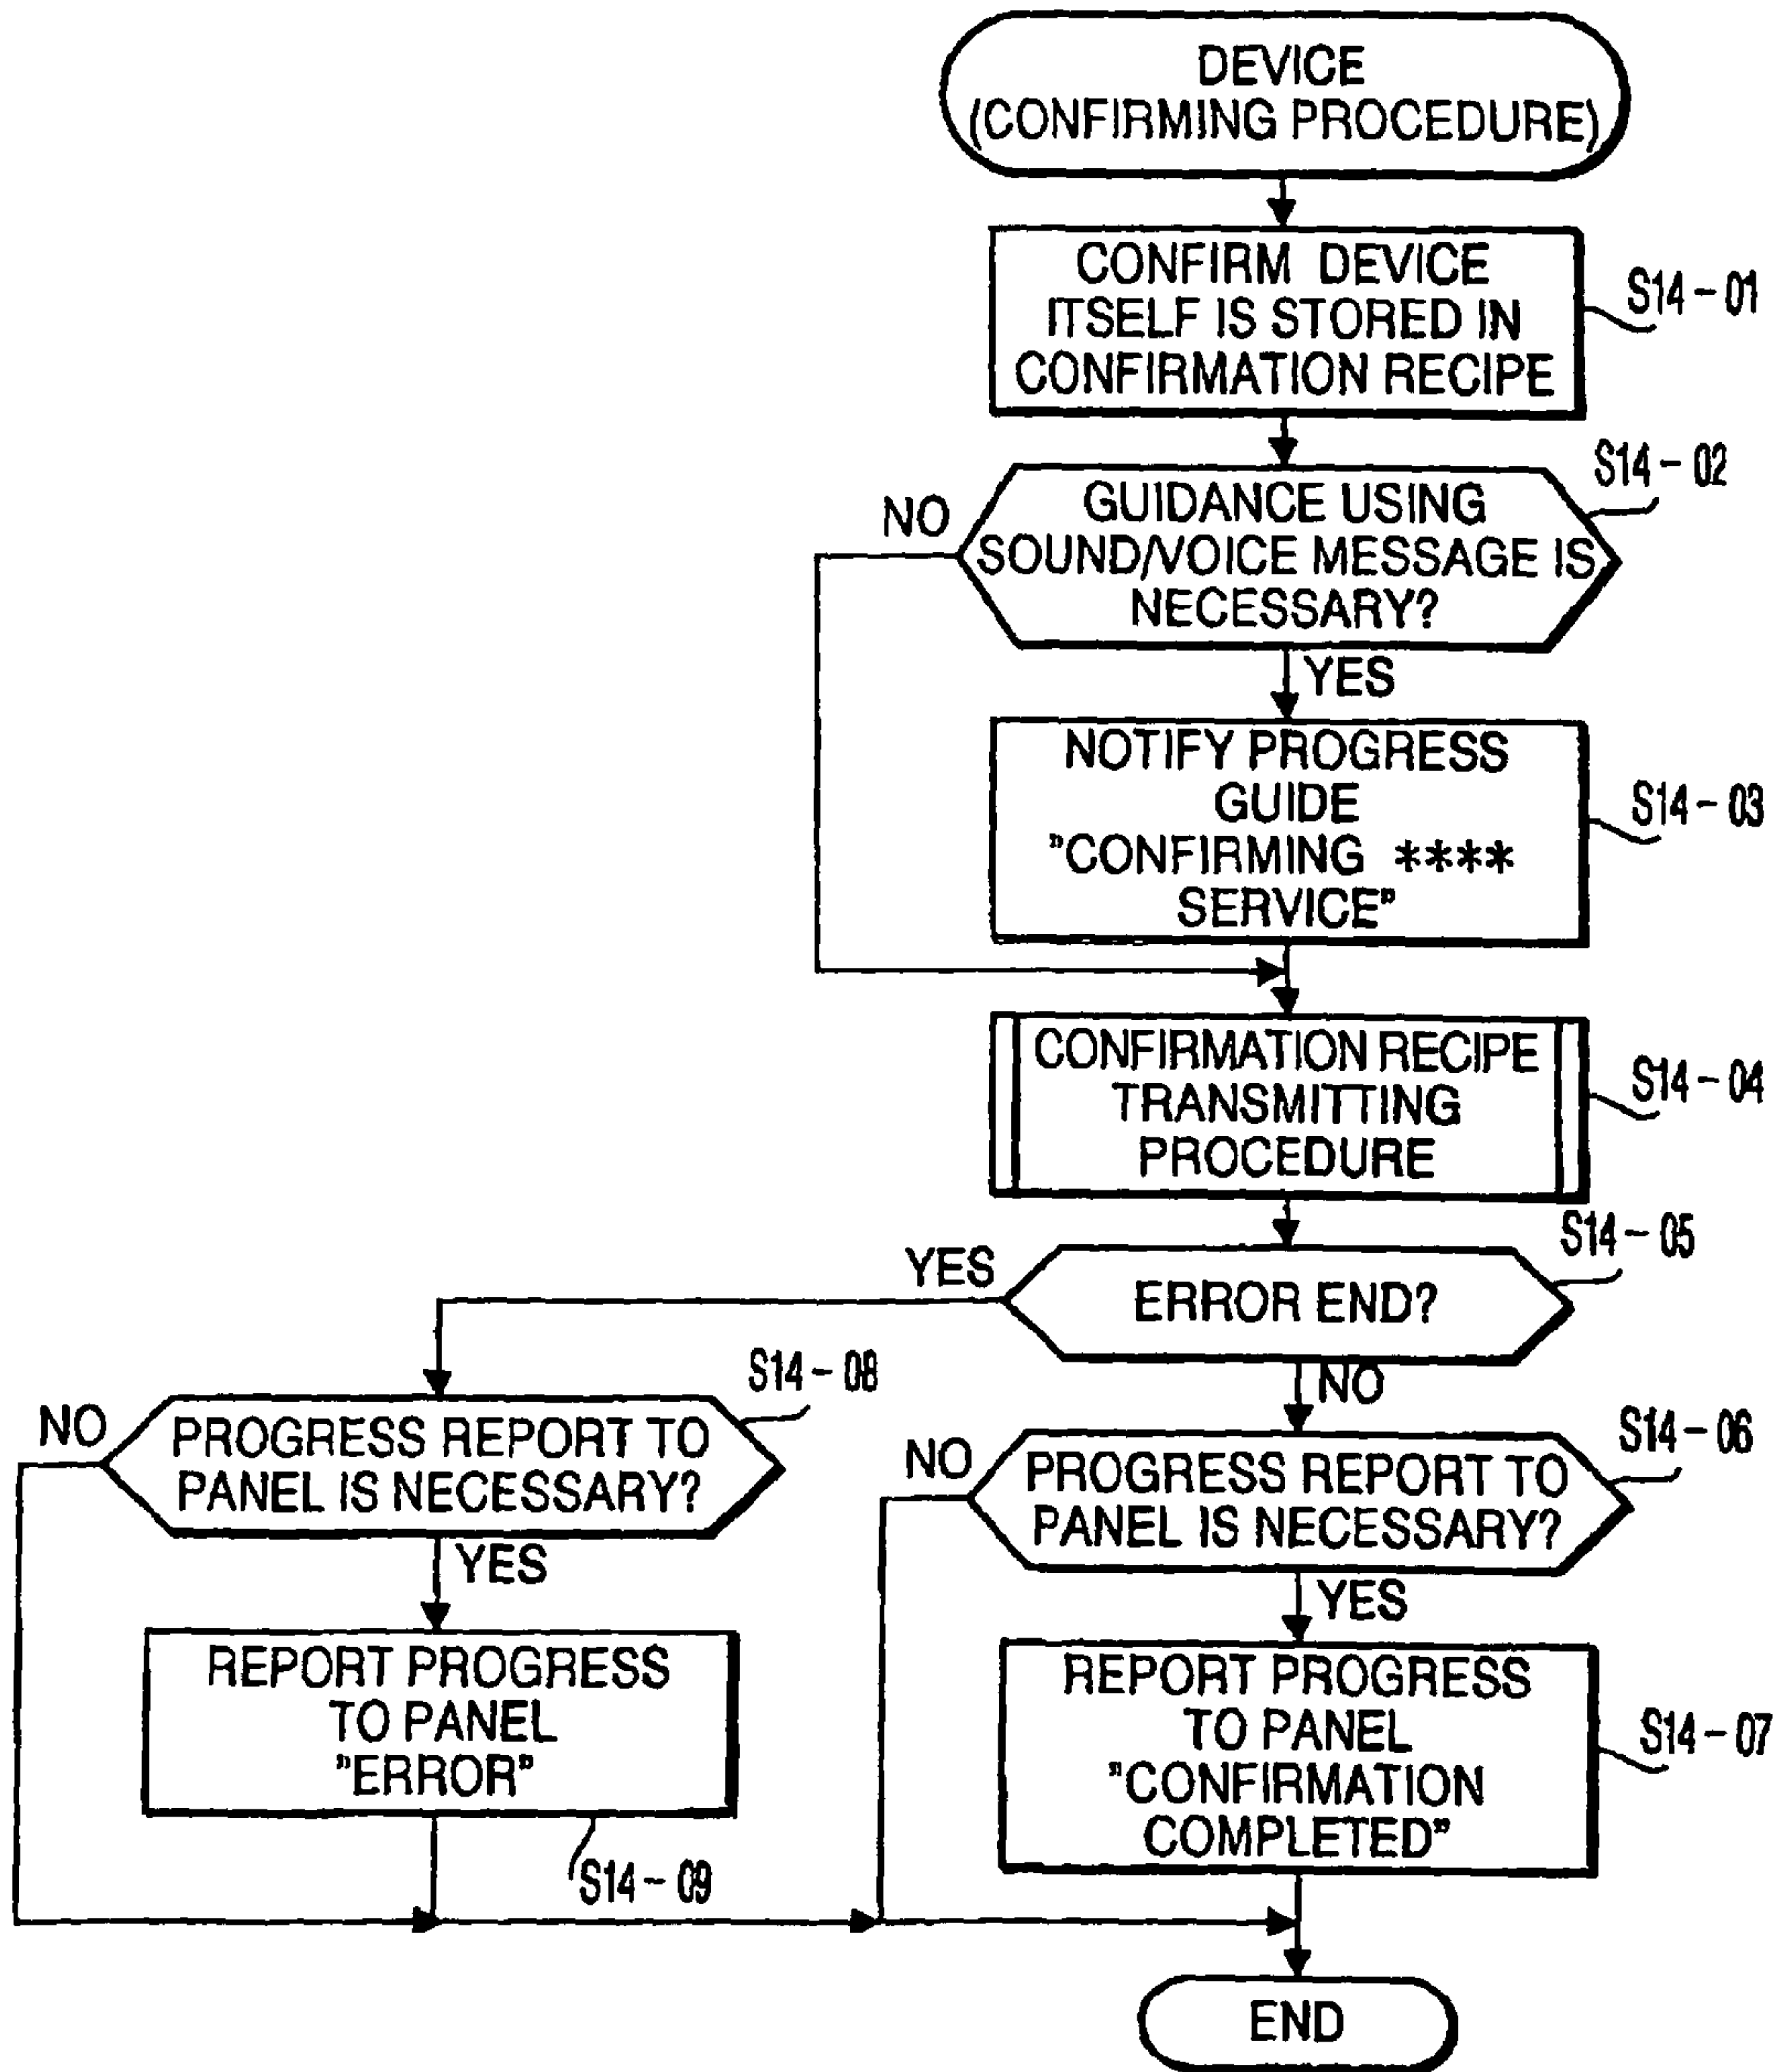 DEVICE
(CONFIRMING PROCEDURE)
CONFIRM DEVICE
ITSELF IS STORED IN
CONFIRMATION RECIPE
S14-01
S14-02
NO
GUIDANCE USING
SOUND/VOICE MESSAGE IS
NECESSARY?
YES
NOTIFY PROGRESS
GUIDE
"CONFIRMING ****
SERVICE"
S14-03
CONFIRMATION RECIPE
TRANSMITTING
PROCEDURE
S14-04
S14-05
YES
ERROR END?
NO
S14-08
NO
PROGRESS REPORT TO
PANEL IS NECESSARY?
YES
REPORT PROGRESS
TO PANEL
"ERROR"
S14-09
S14-06
NO
PROGRESS REPORT TO
PANEL IS NECESSARY?
YES
REPORT PROGRESS
TO PANEL
"CONFIRMATION
COMPLETED"
S14-07
END